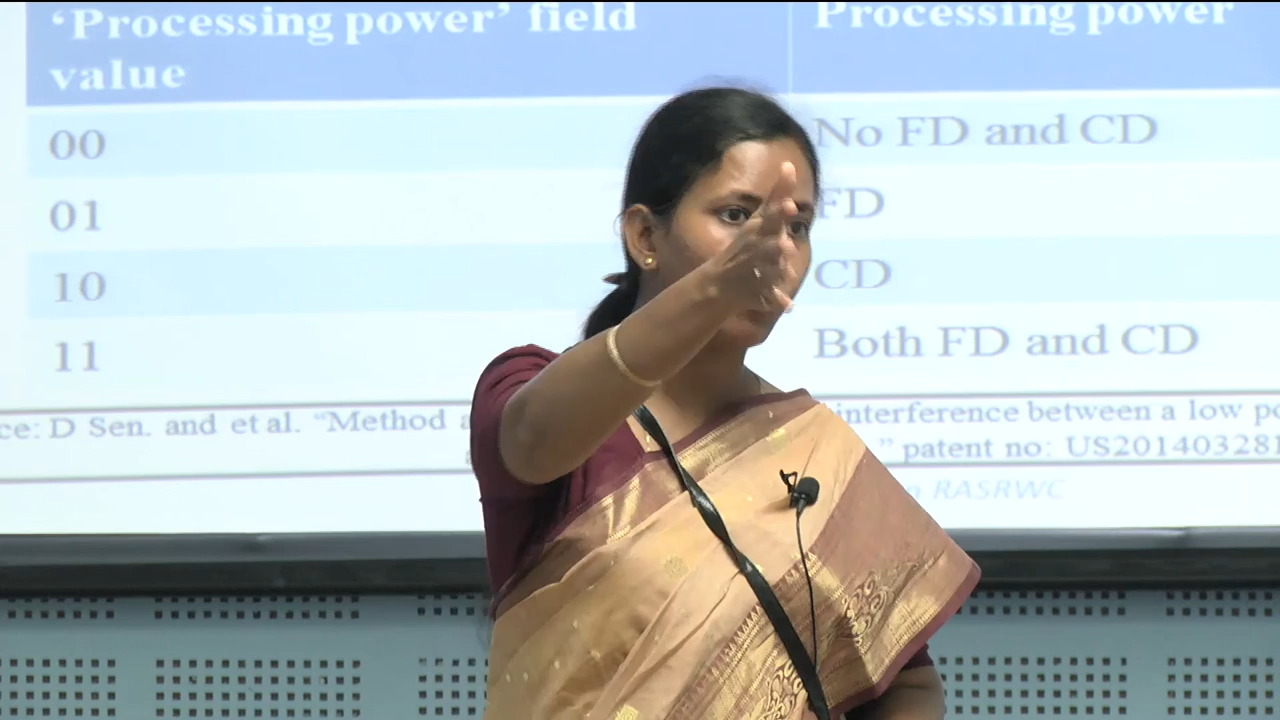 ‘Processing power’ field value
Processing power
00
No FD and CD
01
FD
10
CD
11
Both FD and CD
ce: D Sen. and et al. “Method a
interference between a low po
” patent no: US201403281
RASRWC